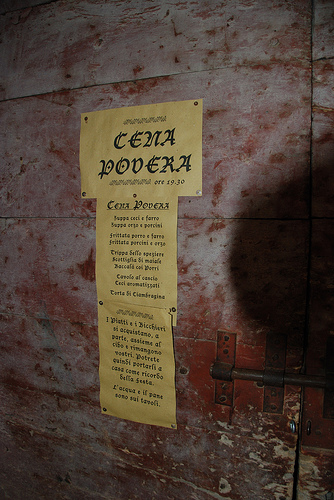 CENA
POVERA
ore 19.30
CENA POVERA
Zuppa ceci e farro
Zuppa orzo e porcini
Frittata porro e farro
Frittata porcini e orzo
Trippa dello speziere
Scottiglia di maiale
Baccalà coi Porri
Cavolo al cascio
Ceci aromatizzati
Torta di Ciambragina
I Piatti e i Bicchieri
si acquistano, a
parte, assieme al
cibo e rimangono
vostri. Potrete
quindi portarli a
casa come ricordo
della festa.
L'acqua e il pane
sono sui tavoli.